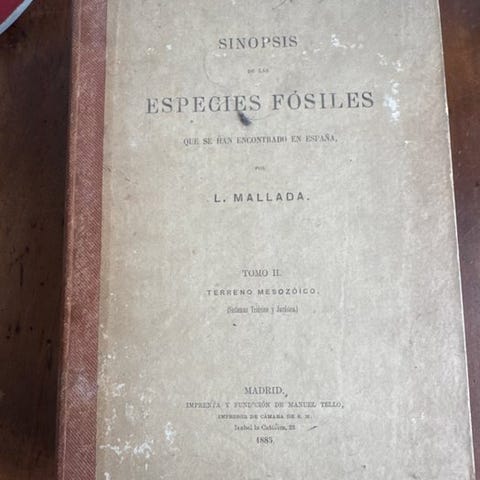 SINOPSIS
DE LAS
ESPECIES FÓSILES
QUE SE HAN ENCONTRADO EN ESPAÑA,
POR
L. MALLADA.
TOMO II.
TERRENO MESOZÓICO.
(Sistemas Triásico y Jurásico.)
MADRID,
IMPRENTA Y FUNDICIÓN DE MANUEL TELLO,
IMPRESOR DE CÁMARA DE S. M.
Isabel la Católica, 23
1885